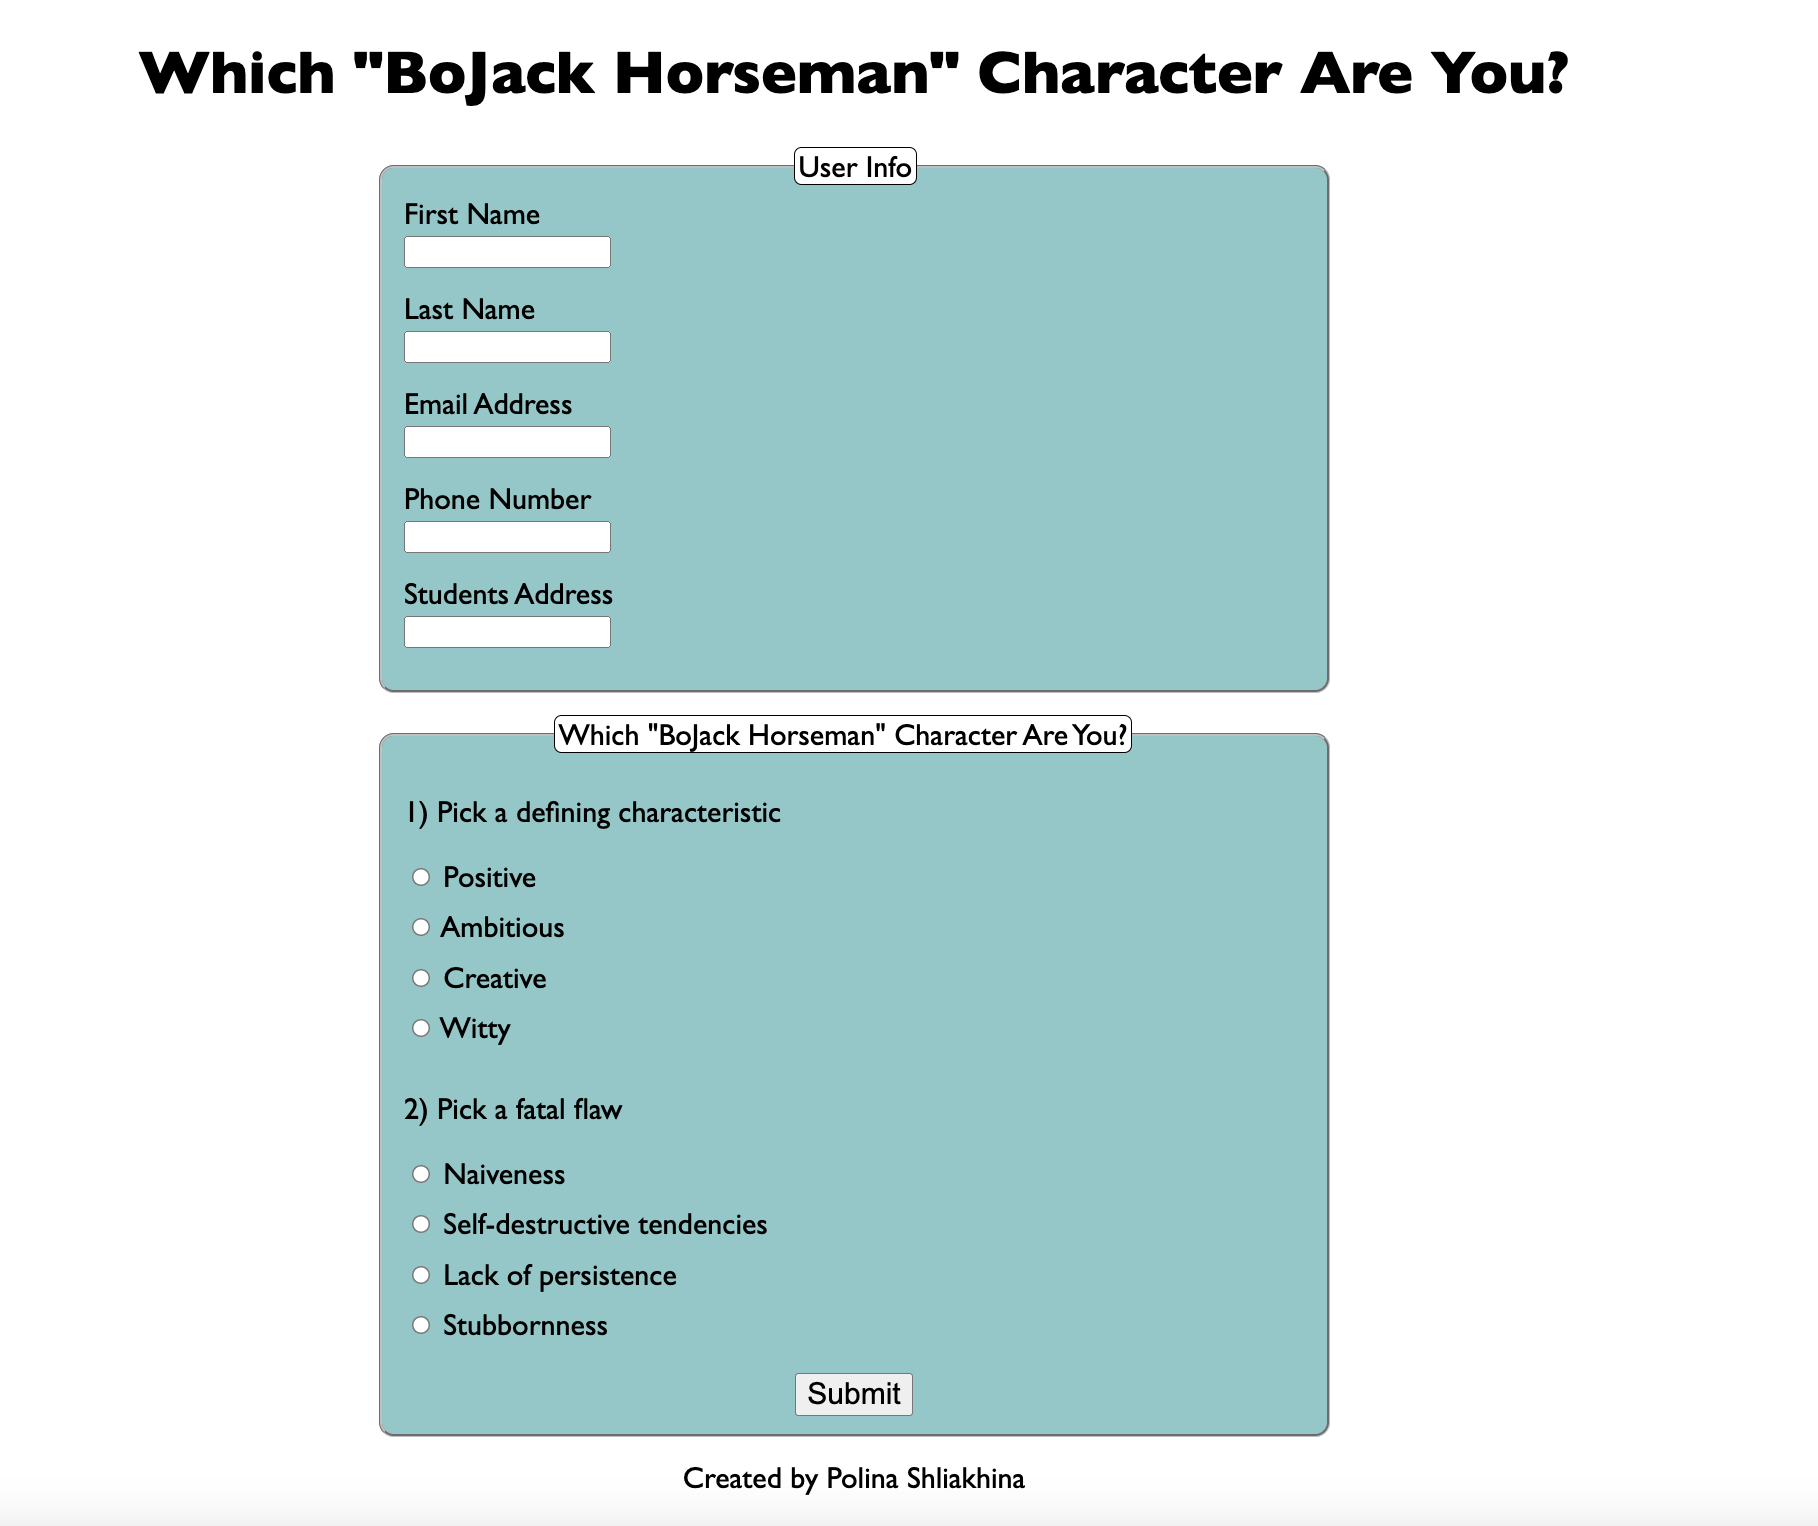 Which "BoJack Horseman" Character Are You?
User Info
First Name
Last Name
Email Address
Phone Number
Students Address
Which "BoJack Horseman" Character Are You?
1) Pick a defining characteristic
Positive
Ambitious
Creative
Witty
2) Pick a fatal flaw
Naiveness
Self-destructive tendencies
Lack of persistence
Stubbornness
Submit
Created by Polina Shliakhina